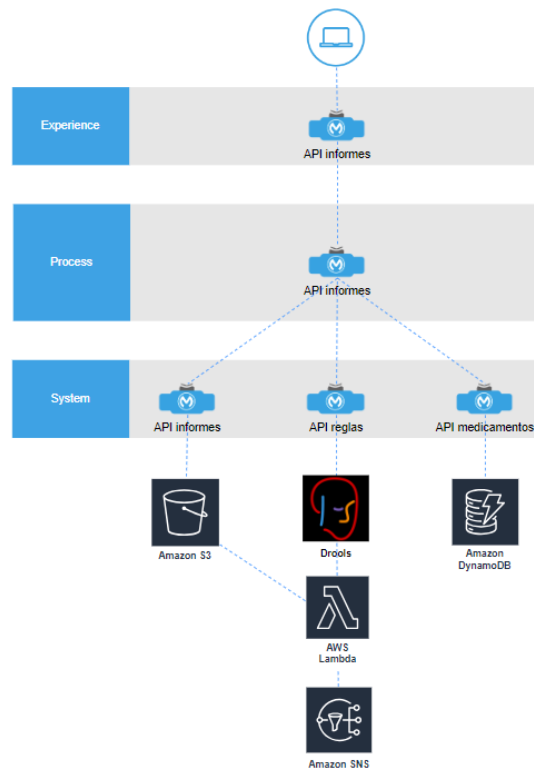 Experience
API informes
Process
API informes
System
API informes
API reglas
API medicamentos
Amazon S3
Drools
Amazon
DynamoDB
AWS
Lambda
Amazon SNS